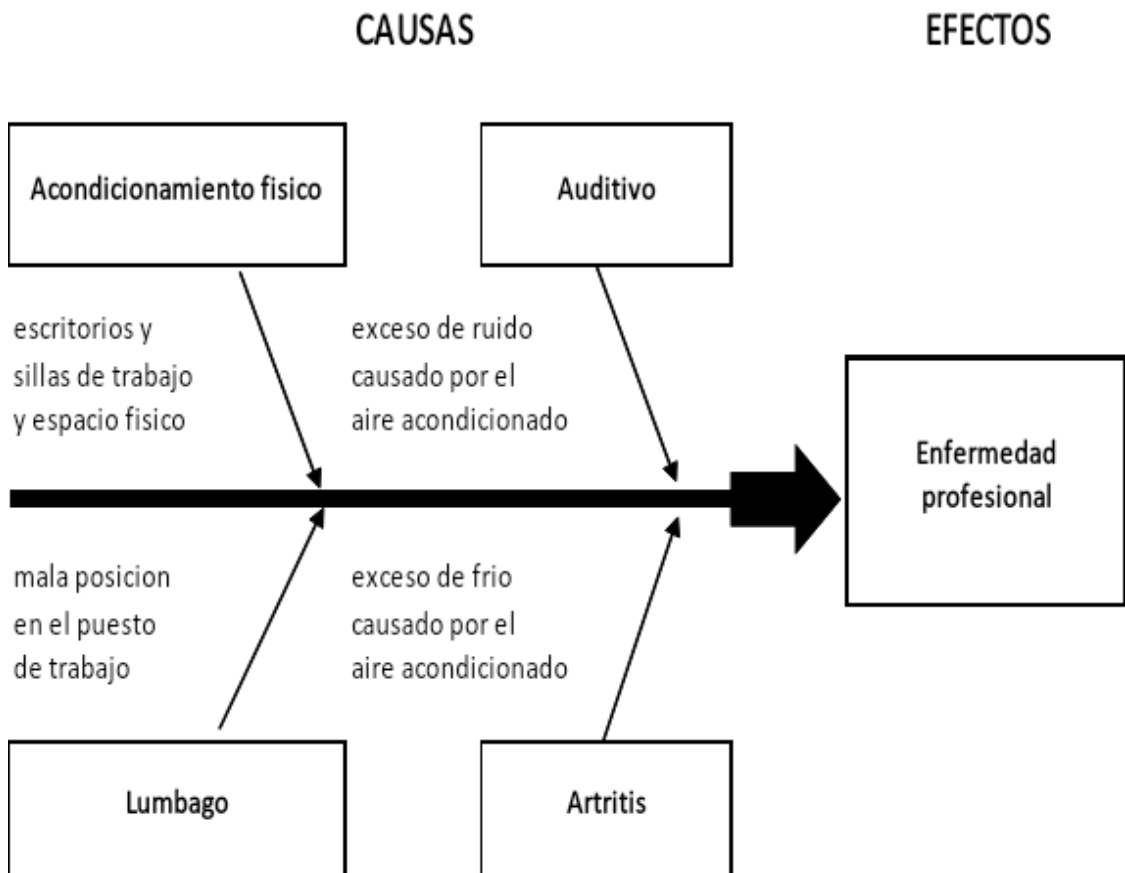 CAUSAS
EFECTOS
Acondicionamiento fisico
Auditivo
escritorios y
sillas de trabajo
y espacio fisico
exceso de ruido
causado por el
aire acondicionado
Enfermedad
profesional
mala posicion
en el puesto
de trabajo
exceso de frio
causado por el
aire acondicionado
Lumbago
Artritis